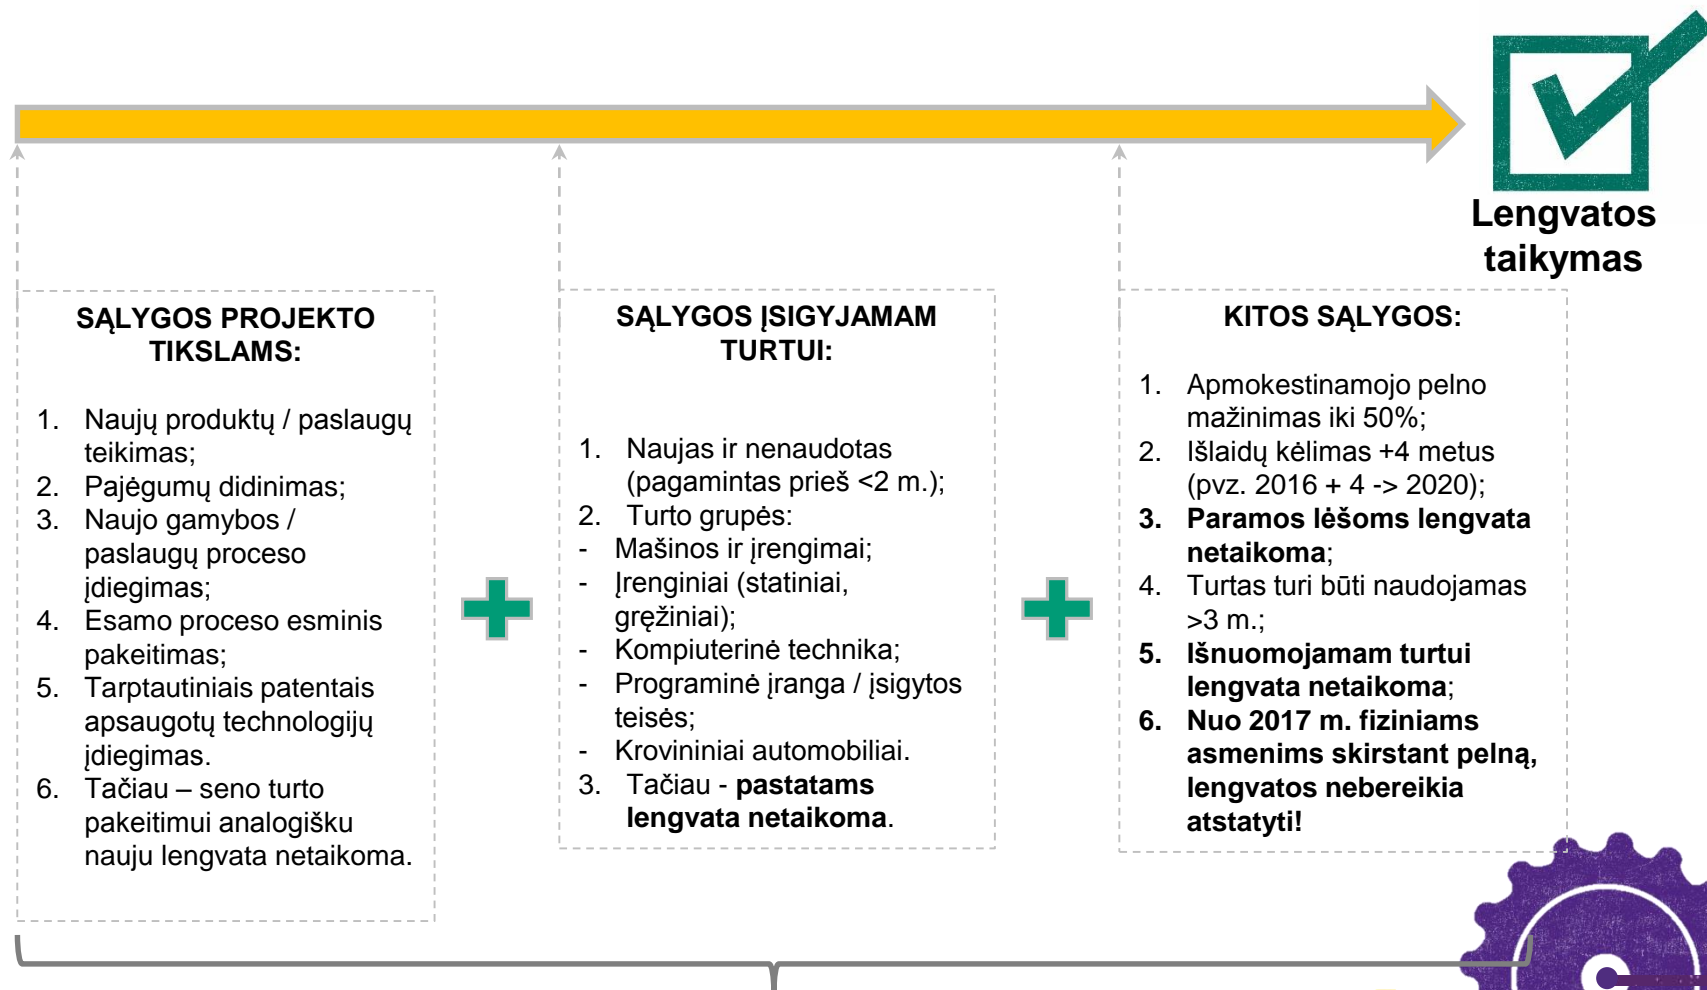 Lengvatos
taikymas
SĄLYGOS PROJEKTO
TIKSLAMS:
1. Naujų produktų / paslaugų
teikimas;
2. Pajėgumų didinimas;
3. Naujo gamybos /
paslaugų proceso
įdiegimas;
4. Esamo proceso esminis
pakeitimas;
5. Tarptautiniais patentais
apsaugotų technologijų
įdiegimas.
6. Tačiau – seno turto
pakeitimui analogišku
nauju lengvata netaikoma.
SĄLYGOS ĮSIGYJAMAM
TURTUI:
1. Naujas ir nenaudotas
(pagamintas prieš <2 m.);
2. Turto grupės:
- Mašinos ir įrengimai;
- Įrenginiai (statiniai,
gręžiniai);
- Kompiuterinė technika;
- Programinė įranga / įsigytos
teisės;
- Krovininiai automobiliai.
3. Tačiau - pastatams
lengvata netaikoma.
KITOS SĄLYGOS:
1. Apmokestinamojo pelno
mažinimas iki 50%;
2. Išlaidų kėlimas +4 metus
(pvz. 2016 + 4 -> 2020);
3. Paramos lėšoms lengvata
netaikoma;
4. Turtas turi būti naudojamas
>3 m.;
5. Išnuomojamam turtui
lengvata netaikoma;
6. Nuo 2017 m. fiziniams
asmenims skirstant pelną,
lengvatos nebereikia
atstatyti!